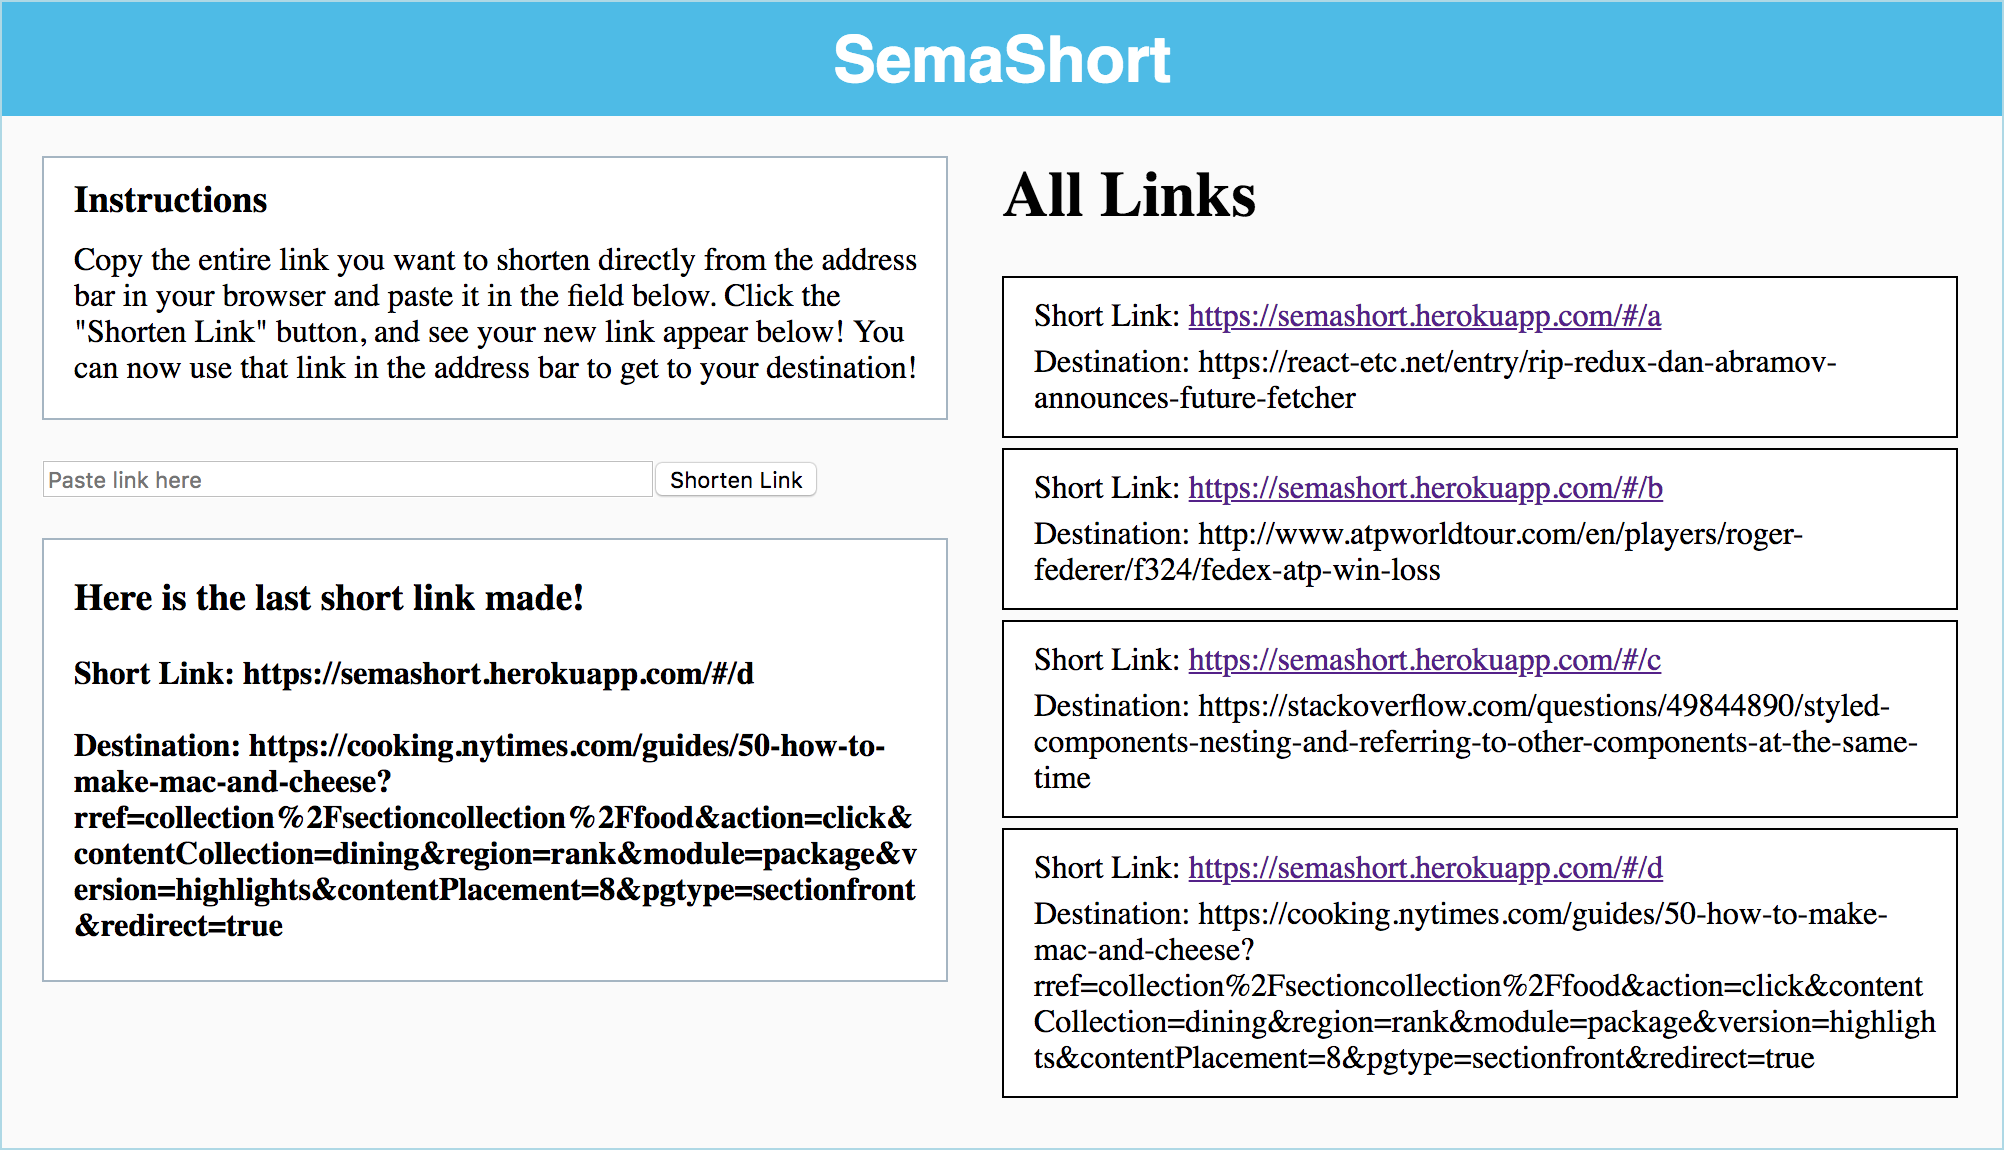 SemaShort
Instructions
Copy the entire link you want to shorten directly from the address
bar in your browser and paste it in the field below. Click the
"Shorten Link" button, and see your new link appear below! You
can now use that link in the address bar to get to your destination!
Paste link here
Shorten Link
Here is the last short link made!
Short Link: https://semashort.herokuapp.com/#/d
Destination: https://cooking.nytimes.com/guides/50-how-to-
make-mac-and-cheese?
rref=collection%2Fsectioncollection%2Ffood&action=click&
contentCollection=dining&region=rank&module=package&v
ersion=highlights&contentPlacement=8&pgtype=sectionfront
&redirect=true
All Links
Short Link: https://semashort.herokuapp.com/#/a
Destination: https://react-etc.net/entry/rip-redux-dan-abramov-
announces-future-fetcher
Short Link: https://semashort.herokuapp.com/#/b
Destination: http://www.atpworldtour.com/en/players/roger-
federer/f324/fedex-atp-win-loss
Short Link: https://semashort.herokuapp.com/#/c
Destination: https://stackoverflow.com/questions/49844890/styled-
components-nesting-and-referring-to-other-components-at-the-same-
time
Short Link: https://semashort.herokuapp.com/#/d
Destination: https://cooking.nytimes.com/guides/50-how-to-make-
mac-and-cheese?
rref=collection%2Fsectioncollection%2Ffood&action=click&content
Collection=dining&region=rank&module=package&version=highligh
ts&contentPlacement=8&pgtype=sectionfront&redirect=true